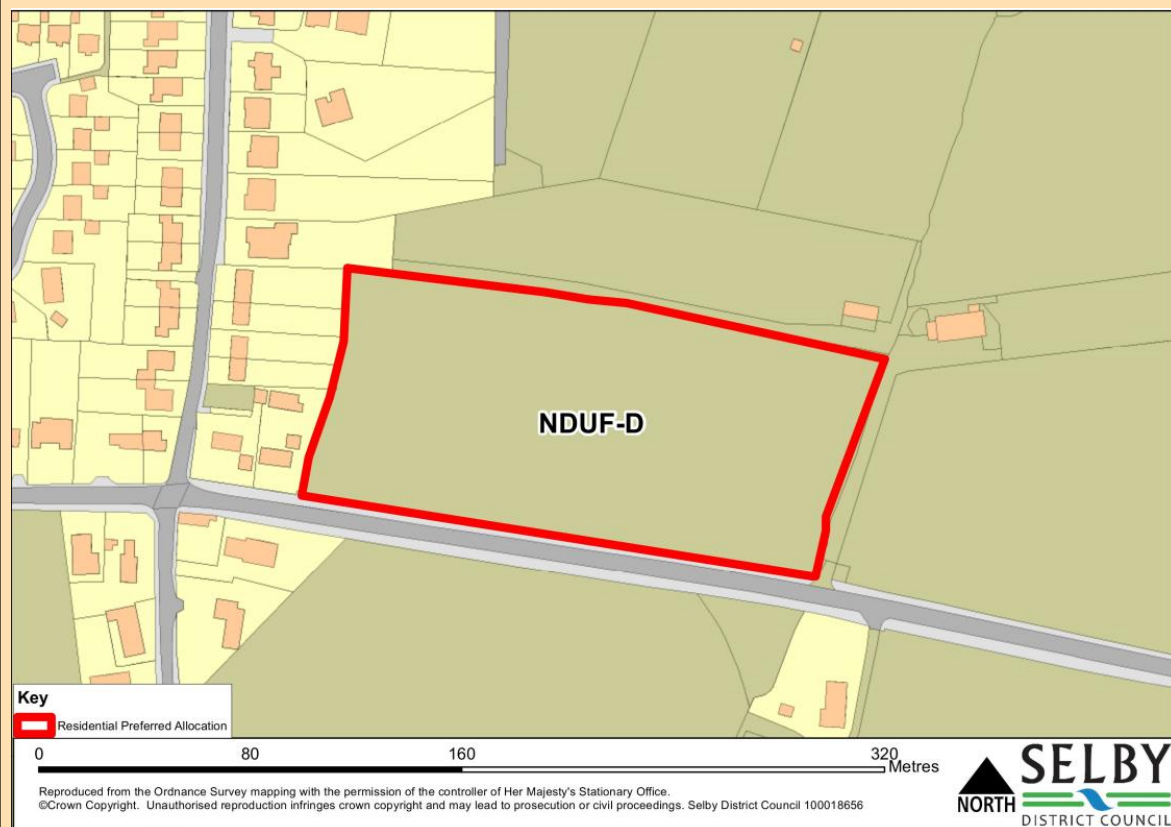 NDUF-D
Key
Residential Preferred Allocation
0 80 160 320
Metres
Reproduced from the Ordnance Survey mapping with the permission of the controller of Her Majesty's Stationary Office.
©Crown Copyright. Unauthorised reproduction infringes crown copyright and may lead to prosecution or civil proceedings. Selby District Council 100018656
NORTH
SELBY
DISTRICT COUNCIL